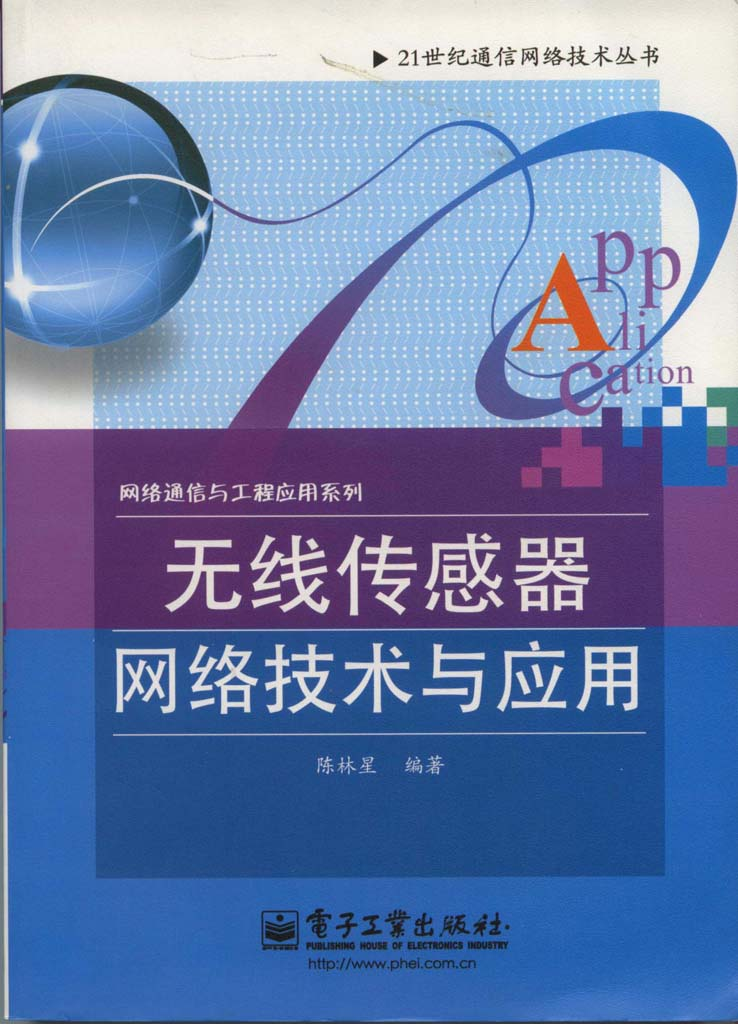 ▶ 21世纪通信网络技术丛书
App
Ali
cation
网络通信与工程应用系列
无线传感器
网络技术与应用
陈林星 编著
電子工業出版社·
PUBLISHING HOUSE OF ELECTRONICS INDUSTRY
http://www.phei.com.cn